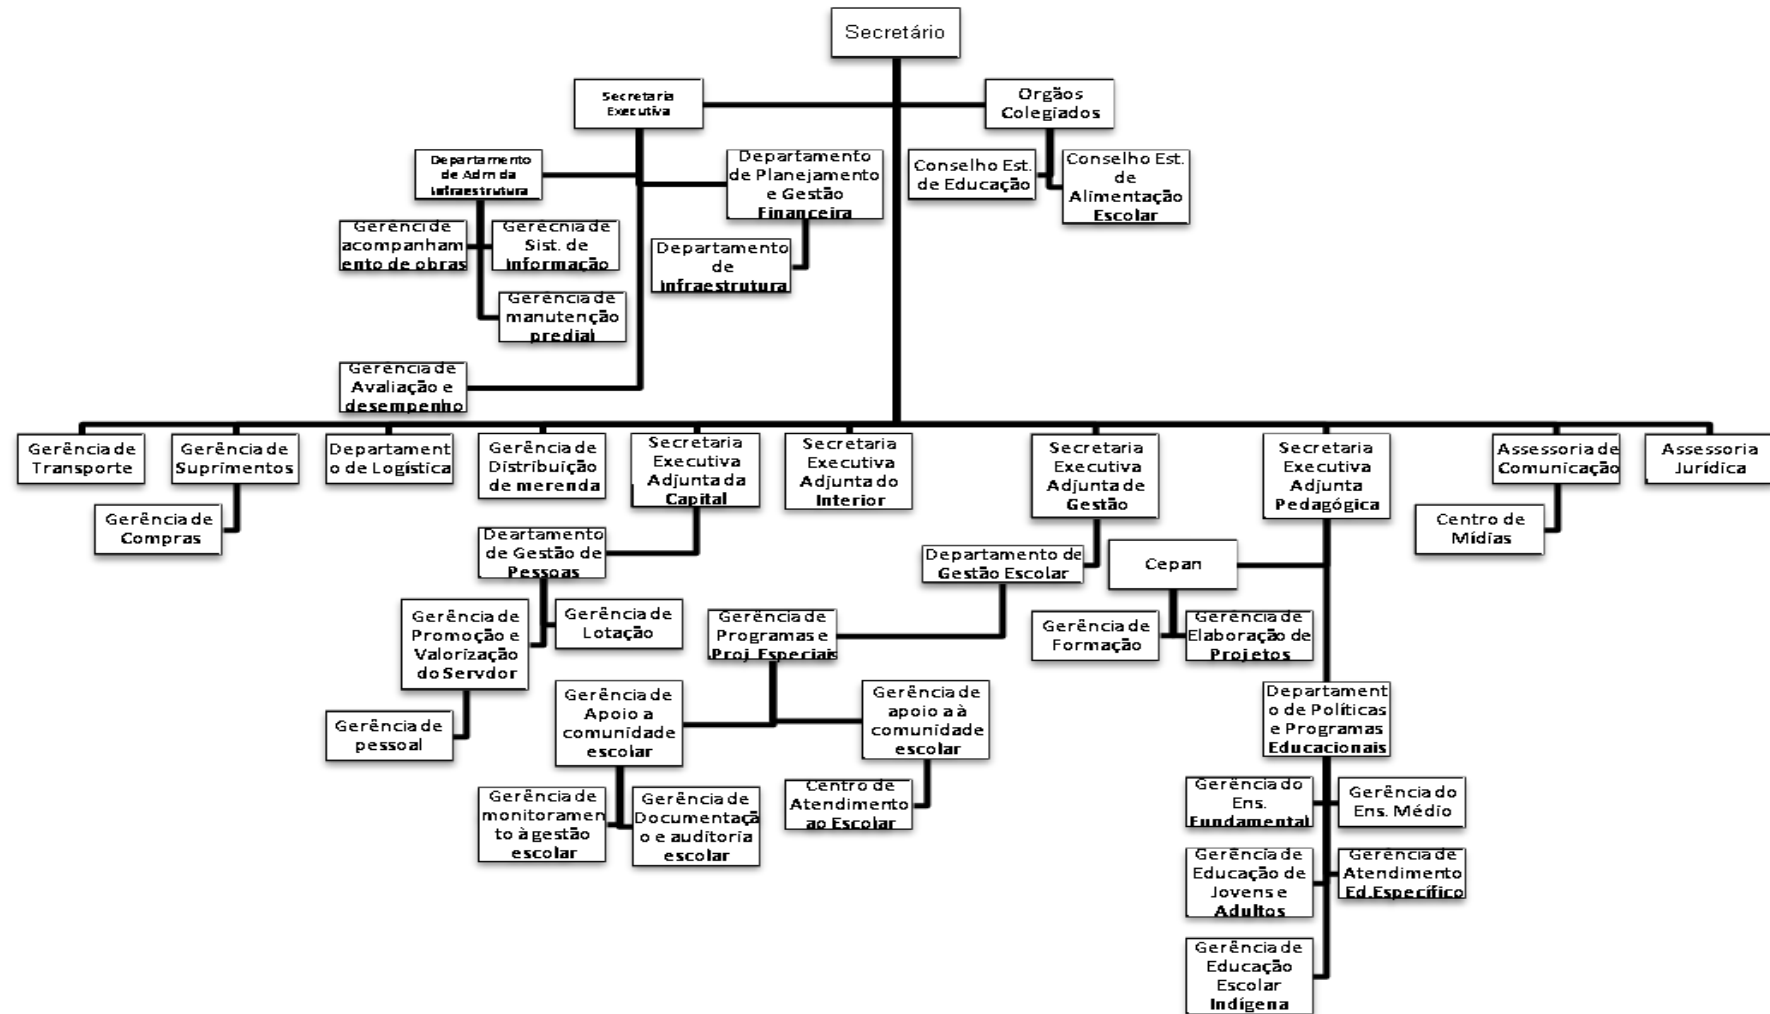 Secretário
Secretaria
Executiva
Orgãos
Colegiados
Departamento
de Adm da
Infraestrutura
Departamento
de Planejamento
e Gestão
Financeira
Conselho Est.
de Educação
Conselho Est.
de
Alimentação
Escolar
Gerênci de
acompanham
ento de obras
Gerecnia de
Sist. de
Informação
Departamento
de
Infraestrutura
Gerência de
manutenção
predial
Gerência de
Avaliação e
desempenho
Gerência de
Transporte
Gerência de
Suprimentos
Departament
o de Logística
Gerência de
Distribuição
de merenda
Secretaria
Executiva
Adjunta da
Capital
Secretaria
Executiva
Adjunta do
Interior
Secretaria
Executiva
Adjunta de
Gestão
Secretaria
Executiva
Adjunta
Pedagógica
Assessoria de
Comunicação
Assessoria
Jurídica
Gerência de
Compras
Deartamento
de Gestão de
Pessoas
Departamento de
Gestão Escolar
Cepan
Centro de
Mídias
Gerência de
Promoção e
Valorização
do Servdor
Gerência de
Lotação
Gerência de
Programas e
Proj Especiais
Gerência de
Formação
Gerência de
Elaboração de
Projetos
Gerência de
pessoal
Gerência de
Apoio a
comunidade
escolar
Gerência de
apoio a à
comunidade
escolar
Departament
o de Políticas
e Programas
Educacionais
Gerência de
monitoramen
to à gestão
escolar
Gerência de
Documentaçã
o e auditoria
escolar
Centro de
Atendimento
ao Escolar
Gerência do
Ens.
Fundamental
Gerência do
Ens. Médio
Gerência de
Educação de
Jovens e
Adultos
Gerência de
Atendimento
Ed.Específico
Gerência de
Educação
Escolar
Indígena